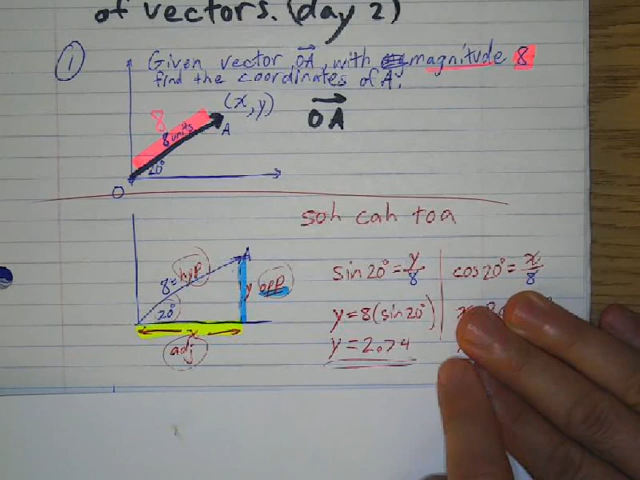 of vectors. (day 2)
① Given vector OA, with magnitude 8
find the coordinates of A.
8
8 units
(x, y)
A
20°
O
OA
soh cah toa
8 = hyp
A
y opp
20°
x
adj
sin 20° = y/8
y = 8(sin 20°)
y = 2.74
cos 20° = x/8